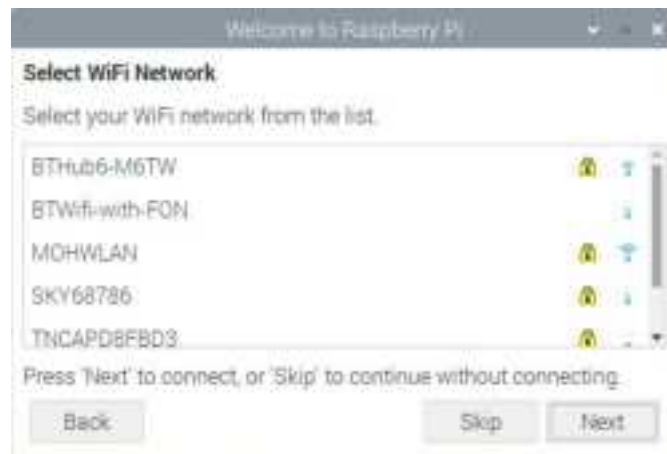 Welcome to Raspberry Pi
Select WiFi Network
Select your WiFi network from the list.
BTHub6-M6TW
BTWifi-with-FON
MOHWLAN
SKY68786
TNCAPD8FBD3
Press 'Next' to connect, or 'Skip' to continue without connecting
Back Skip Next